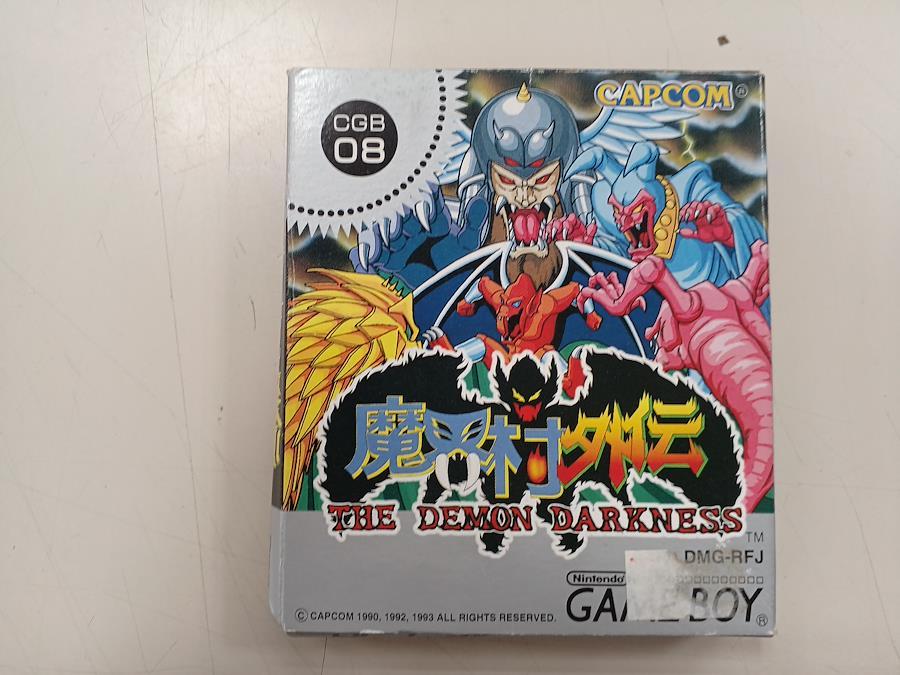 CGB
08
CAPCOM®
魔界村外伝
THE DEMON DARKNESS
TM
DMG-RFJ
Nintendo
GAME BOY®
©CAPCOM 1990, 1992, 1993 ALL RIGHTS RESERVED.